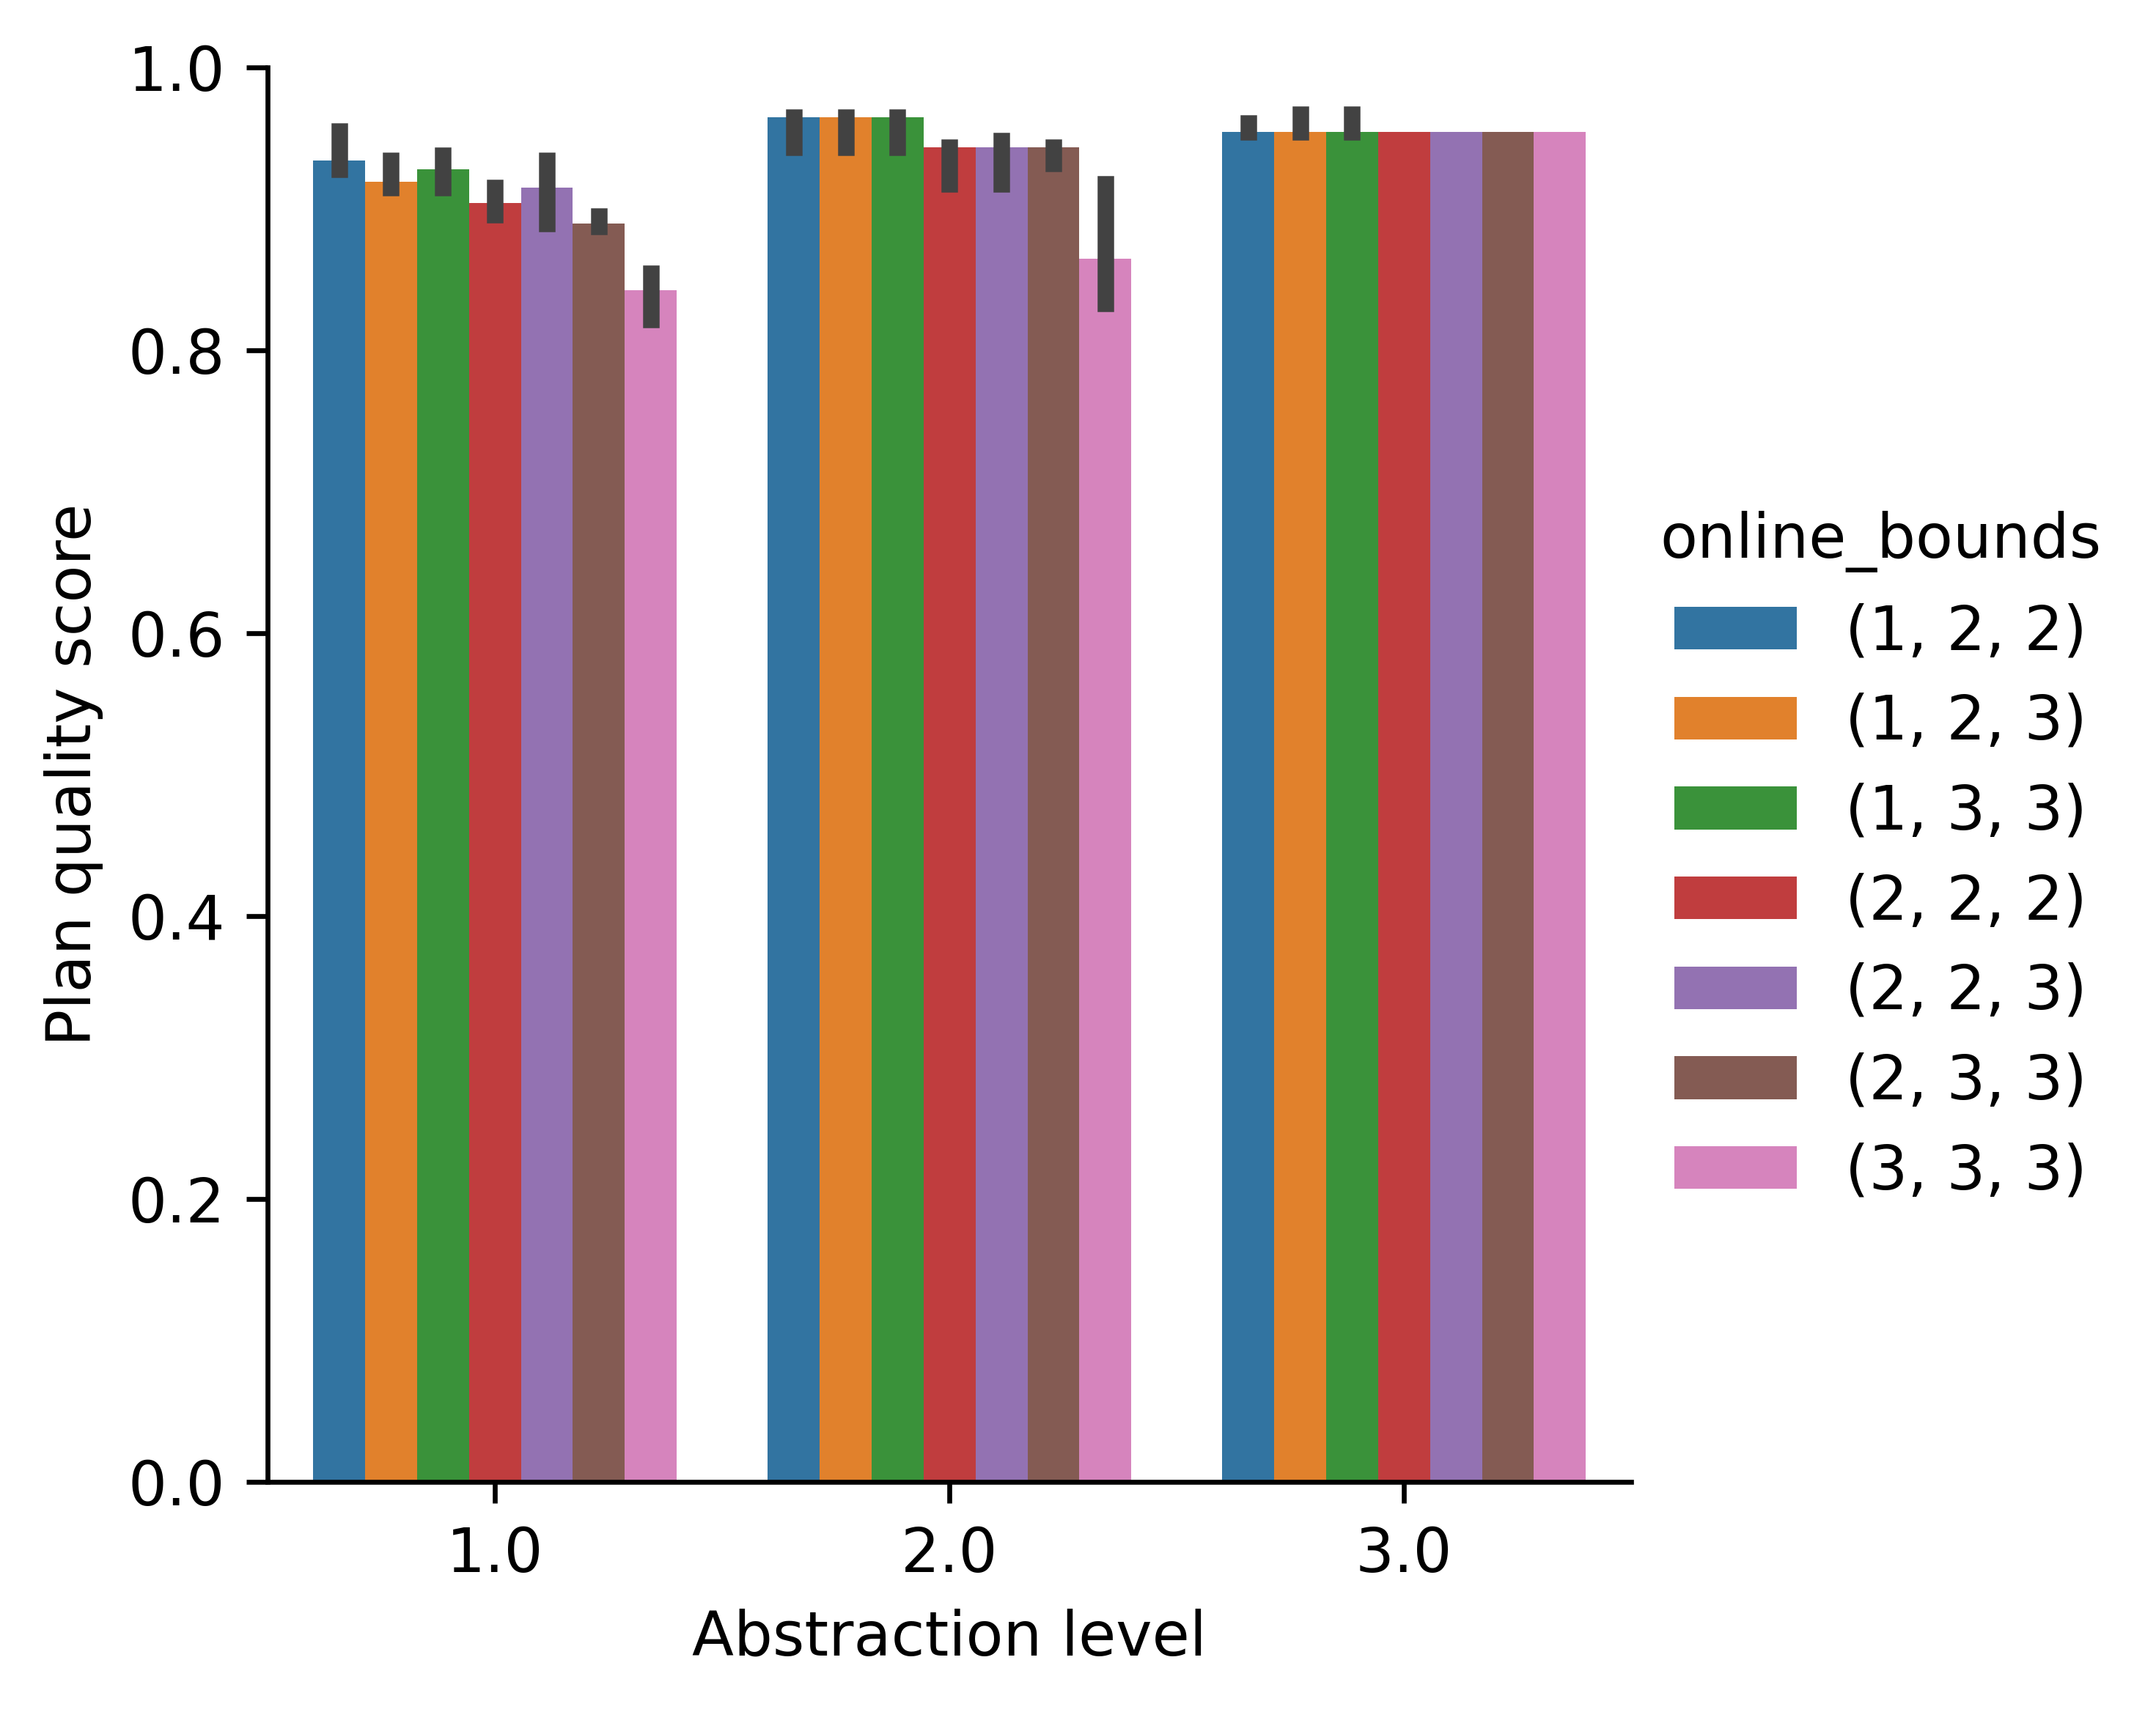 1.0
0.8
0.6
0.4
0.2
0.0
Plan quality score
1.0 2.0 3.0
Abstraction level
online_bounds
(1, 2, 2)
(1, 2, 3)
(1, 3, 3)
(2, 2, 2)
(2, 2, 3)
(2, 3, 3)
(3, 3, 3)